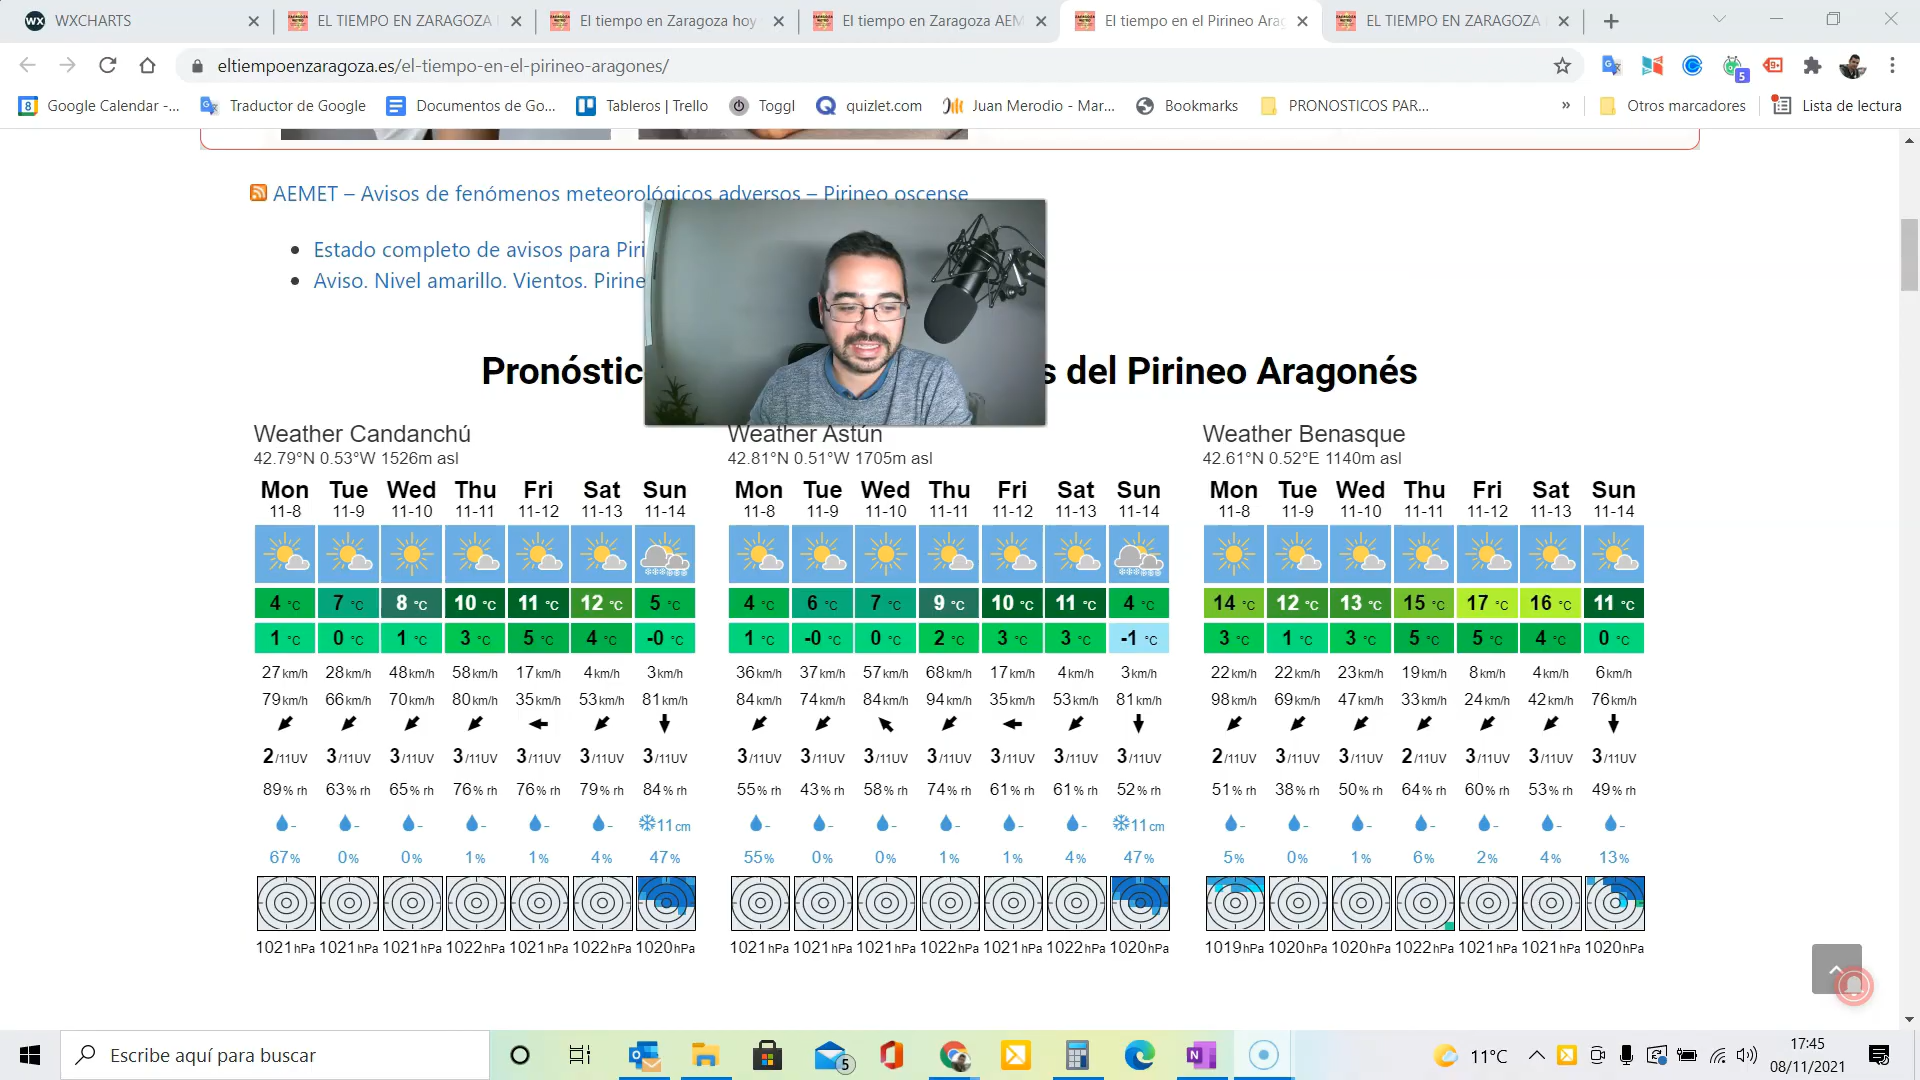 WXCHARTS
EL TIEMPO EN ZARAGOZA
El tiempo en Zaragoza hoy
El tiempo en Zaragoza AEM
El tiempo en el Pirineo Arag
EL TIEMPO EN ZARAGOZA
eltiempoenzaragoza.es/el-tiempo-en-el-pirineo-aragones/
Google Calendar -... Traductor de Google Documentos de Go... Tableros | Trello Toggl quizlet.com Juan Merodio - Mar... Bookmarks PRONOSTICOS PAR... » Otros marcadores Lista de lectura
AEMET – Avisos de fenómenos meteorológicos adversos – Pirineo oscense
Estado completo de avisos para Piri
Aviso. Nivel amarillo. Vientos. Pirine
Pronóstic s del Pirineo Aragonés
Weather Candanchú
42.79°N 0.53°W 1526m asl
Mon Tue Wed Thu Fri Sat Sun
11-8 11-9 11-10 11-11 11-12 11-13 11-14
4 °C 7 °C 8 °C 10 °C 11 °C 12 °C 5 °C
1 °C 0 °C 1 °C 3 °C 5 °C 4 °C -0 °C
27km/h 28km/h 48km/h 58km/h 17km/h 4km/h 3km/h
79km/h 66km/h 70km/h 80km/h 35km/h 53km/h 81km/h
2/11UV 3/11UV 3/11UV 3/11UV 3/11UV 3/11UV 3/11UV
89% rh 63% rh 65% rh 76% rh 76% rh 79% rh 84% rh
- - - - - - 11 cm
67% 0% 0% 1% 1% 4% 47%
1021hPa 1021hPa 1021hPa 1022hPa 1021hPa 1022hPa 1020hPa
Weather Astún
42.81°N 0.51°W 1705m asl
Mon Tue Wed Thu Fri Sat Sun
11-8 11-9 11-10 11-11 11-12 11-13 11-14
4 °C 6 °C 7 °C 9 °C 10 °C 11 °C 4 °C
1 °C -0 °C 0 °C 2 °C 3 °C 3 °C -1 °C
36km/h 37km/h 57km/h 68km/h 17km/h 4km/h 3km/h
84km/h 74km/h 84km/h 94km/h 35km/h 53km/h 81km/h
3/11UV 3/11UV 3/11UV 3/11UV 3/11UV 3/11UV 3/11UV
55% rh 43% rh 58% rh 74% rh 61% rh 61% rh 52% rh
- - - - - - 11 cm
55% 0% 0% 1% 1% 4% 47%
1021hPa 1021hPa 1021hPa 1022hPa 1021hPa 1022hPa 1020hPa
Weather Benasque
42.61°N 0.52°E 1140m asl
Mon Tue Wed Thu Fri Sat Sun
11-8 11-9 11-10 11-11 11-12 11-13 11-14
14 °C 12 °C 13 °C 15 °C 17 °C 16 °C 11 °C
3 °C 1 °C 3 °C 5 °C 5 °C 4 °C 0 °C
22km/h 22km/h 23km/h 19km/h 8km/h 4km/h 6km/h
98km/h 69km/h 47km/h 33km/h 24km/h 42km/h 76km/h
2/11UV 3/11UV 3/11UV 2/11UV 3/11UV 3/11UV 3/11UV
51% rh 38% rh 50% rh 64% rh 60% rh 53% rh 49% rh
- - - - - - -
5% 0% 1% 6% 2% 4% 13%
1019hPa 1020hPa 1020hPa 1022hPa 1021hPa 1021hPa 1020hPa
Escribe aquí para buscar
5
11°C
17:45
08/11/2021